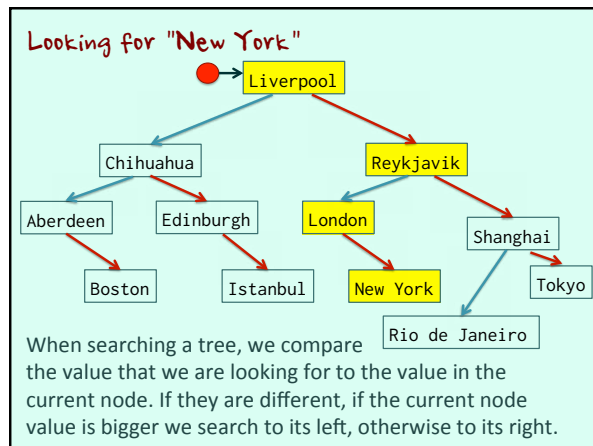 Looking for "New York"
Liverpool
Chihuahua
Reykjavik
Aberdeen
Edinburgh
London
Shanghai
Boston
Istanbul
New York
Tokyo
Rio de Janeiro
When searching a tree, we compare
the value that we are looking for to the value in the
current node. If they are different, if the current node
value is bigger we search to its left, otherwise to its right.